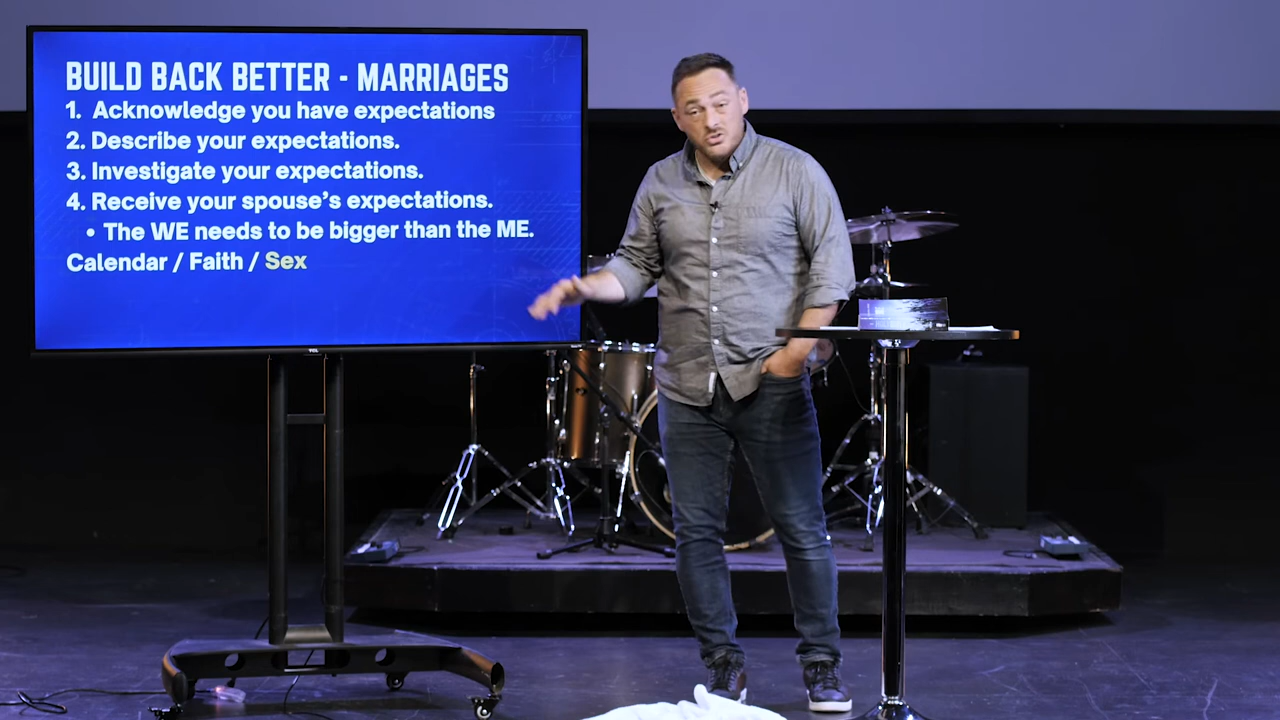 BUILD BACK BETTER - MARRIAGES
1. Acknowledge you have expectations
2. Describe your expectations.
3. Investigate your expectations.
4. Receive your spouse's expectations.
• The WE needs to be bigger than the ME.
Calendar / Faith / Sex
TCL